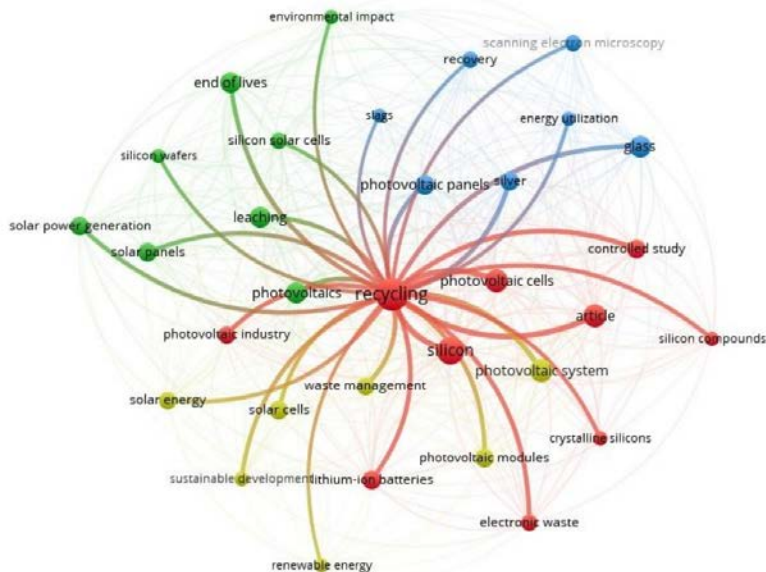 environmental impact
scanning electron microscopy
recovery
end of lives
slags
energy utilization
silicon solar cells
glass
silicon wafers
photovoltaic panels
silver
leaching
solar power generation
controlled study
solar panels
photovoltaic cells
photovoltaics
recycling
article
photovoltaic industry
silicon compounds
silicon
photovoltaic system
waste management
solar energy
solar cells
crystalline silicons
photovoltaic modules
sustainable development
lithium-ion batteries
electronic waste
renewable energy